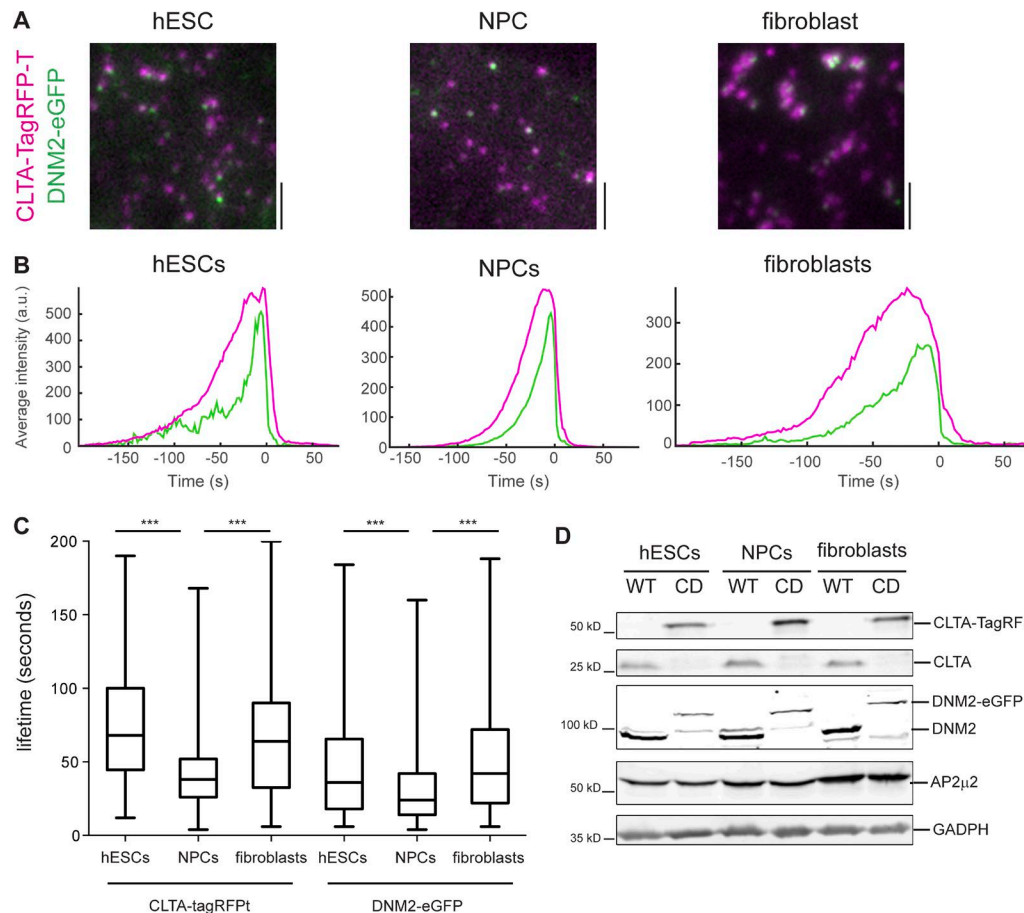 A
hESC
NPC
fibroblast
CLTA-TagRFP-T
DNM2-eGFP
B
hESCs
NPCs
fibroblasts
Average intensity (a.u.)
500
400
300
200
100
0
-150 -100 -50 0 50
Time (s)
500
400
300
200
100
0
-150 -100 -50 0 50
Time (s)
300
200
100
0
-150 -100 -50 0 50
Time (s)
C
*** *** *** ***
lifetime (seconds)
200
150
100
50
0
hESCs NPCs fibroblasts hESCs NPCs fibroblasts
CLTA-tagRFPt DNM2-eGFP
D
hESCs NPCs fibroblasts
WT CD WT CD WT CD
50 kD CLTA-TagRF
25 kD CLTA
DNM2-eGFP
100 kD DNM2
50 kD AP2μ2
35 kD GADPH